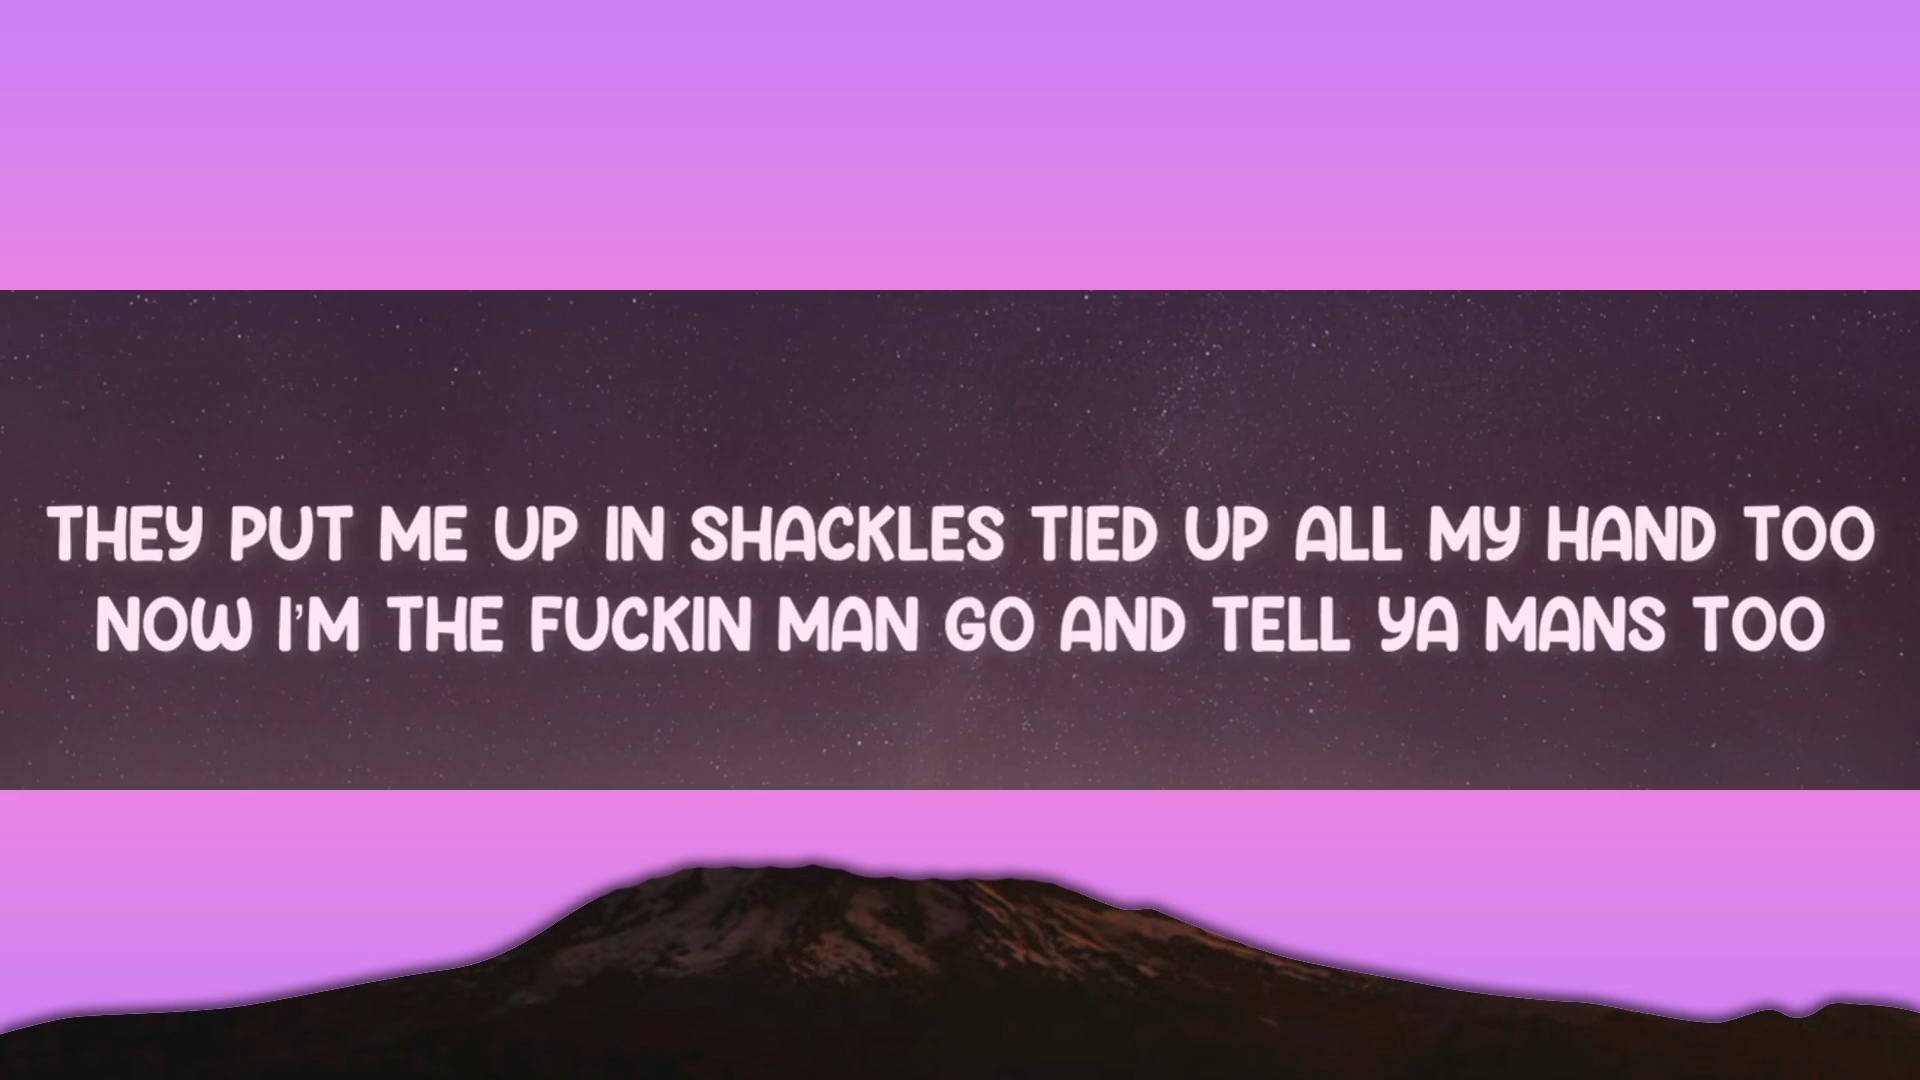 THEY PUT ME UP IN SHACKLES TIED UP ALL MY HAND TOO
NOW I'M THE FUCKIN MAN GO AND TELL YA MANS TOO